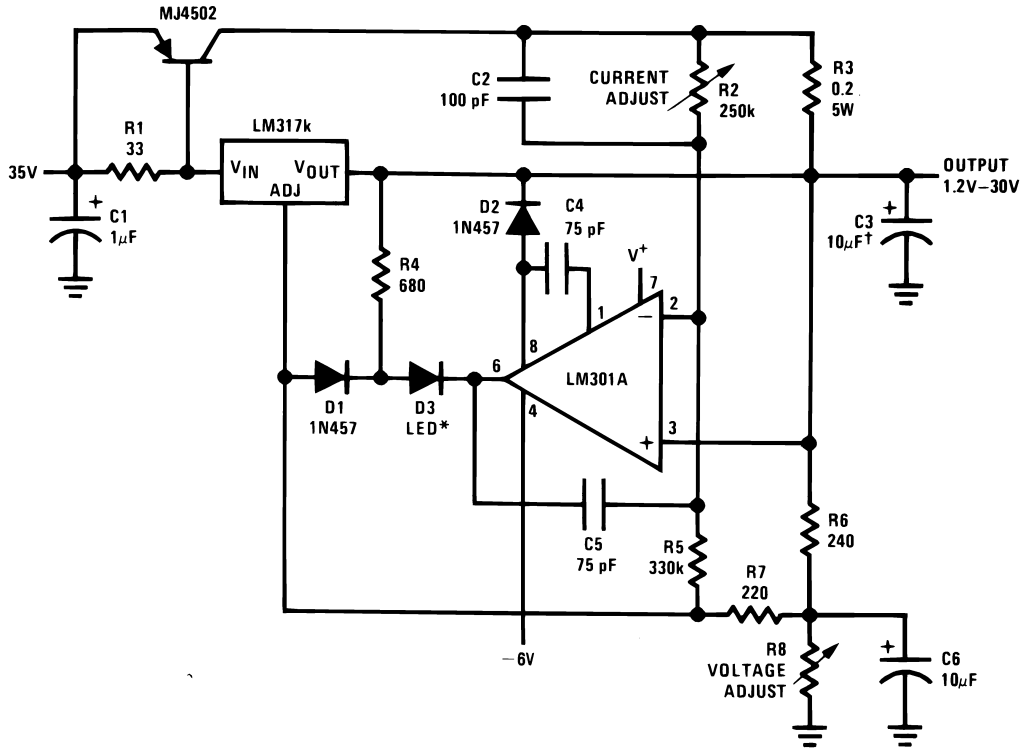 MJ4502
R1
33
LM317k
VIN
VOUT
ADJ
35V
C1
1μF
+
C2
100 pF
CURRENT
ADJUST
R2
250k
R3
0.2
5W
OUTPUT
1.2V–30V
+
C3
10μF†
D2
1N457
C4
75 pF
R4
680
V+
7
1
2
−
8
6
LM301A
4
3
+
D1
1N457
D3
LED*
C5
75 pF
R5
330k
R6
240
R7
220
−6V
R8
VOLTAGE
ADJUST
+
C6
10μF